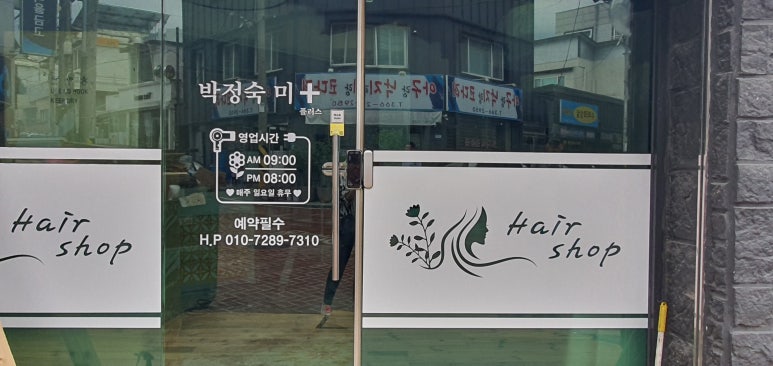 박정숙 미+
플러스
영업시간
AM 09:00
PM 08:00
매주 일요일 휴무
예약필수
H.P 010-7289-7310
Hair
shop
Hair
shop